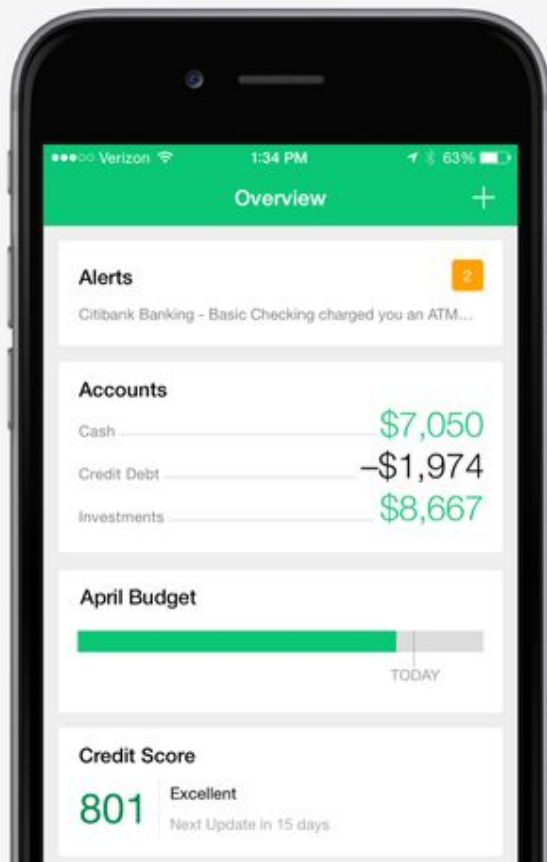 Verizon 1:34 PM 63%
Overview +
Alerts 2
Citibank Banking - Basic Checking charged you an ATM...
Accounts
Cash $7,050
Credit Debt –$1,974
Investments $8,667
April Budget
TODAY
Credit Score
801 Excellent
Next Update in 15 days